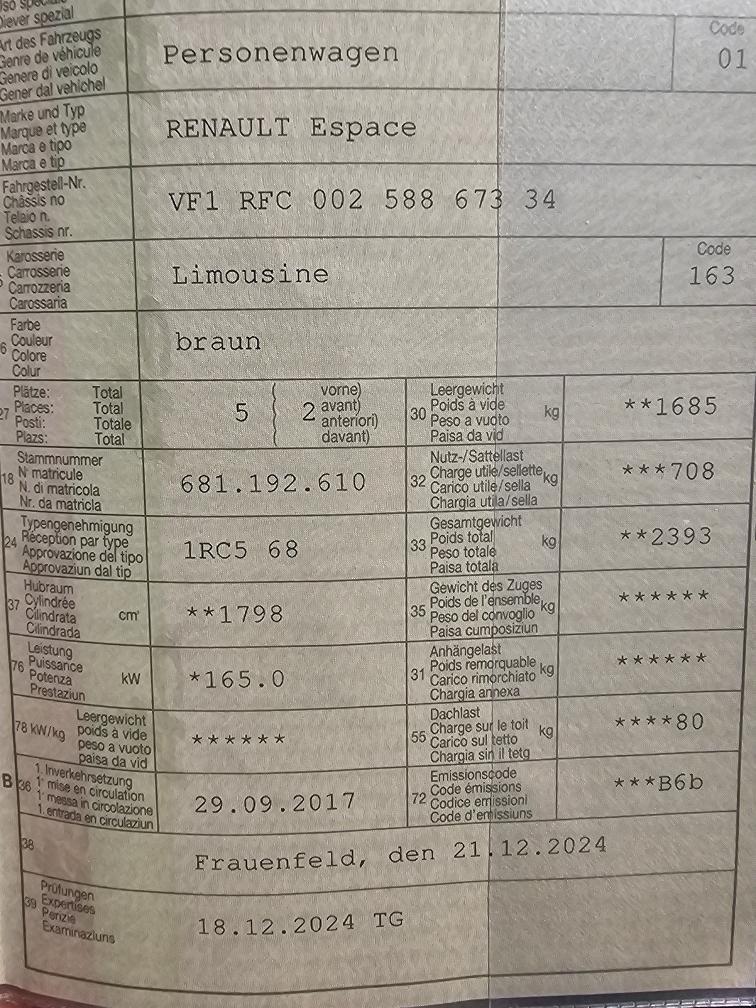 Diever spezial
Art des Fahrzeugs
Genre de véhicule
Genere di veicolo
Gener dal vehichel
Personenwagen
Code
01
Marke und Typ
Marque et type
Marca e tipo
Marca e tip
RENAULT Espace
Fahrgestell-Nr.
Châssis no
Telaio n.
Schassis nr.
VF1 RFC 002 588 673 34
Karosserie
Carrosserie
Carrozzeria
Carossaria
Limousine
Code
163
6
Farbe
Couleur
Colore
Colur
braun
27
Plätze: Total
Places: Total
Posti: Totale
Plazs: Total
5
2
vorne)
avant)
anteriori)
davant)
30
Leergewicht
Poids à vide
Peso a vuoto
Paisa da vid
kg
**1685
18
Stammnummer
N° matricule
N. di matricola
Nr. da matricla
681.192.610
32
Nutz-/Sattellast
Charge utile/sellette
Carico utile/sella
Chargia utila/sella
kg
***708
24
Typengenehmigung
Réception par type
Approvazione del tipo
Approvaziun dal tip
1RC5 68
33
Gesamtgewicht
Poids total
Peso totale
Paisa totala
kg
**2393
37
Hubraum
Cylindrée
Cilindrata
Cilindrada
cm³
**1798
35
Gewicht des Zuges
Poids de l'ensemble
Peso del convoglio
Paisa cumposiziun
kg
******
76
Leistung
Puissance
Potenza
Prestaziun
kW
*165.0
31
Anhängelast
Poids remorquable
Carico rimorchiato
Chargia annexa
kg
******
78 kW/kg
Leergewicht
poids à vide
peso a vuoto
paisa da vid
******
55
Dachlast
Charge sur le toit
Carico sul tetto
Chargia sin il tetg
kg
****80
B
36
1. Inverkehrsetzung
1ʳᵉ mise en circulation
1ª messa in circolazione
1. entrada en circulaziun
29.09.2017
72
Emissionscode
Code émissions
Codice emissioni
Code d'emissiuns
***B6b
38
Frauenfeld, den 21.12.2024
39
Prüfungen
Expertises
Perizie
Examinaziuns
18.12.2024 TG